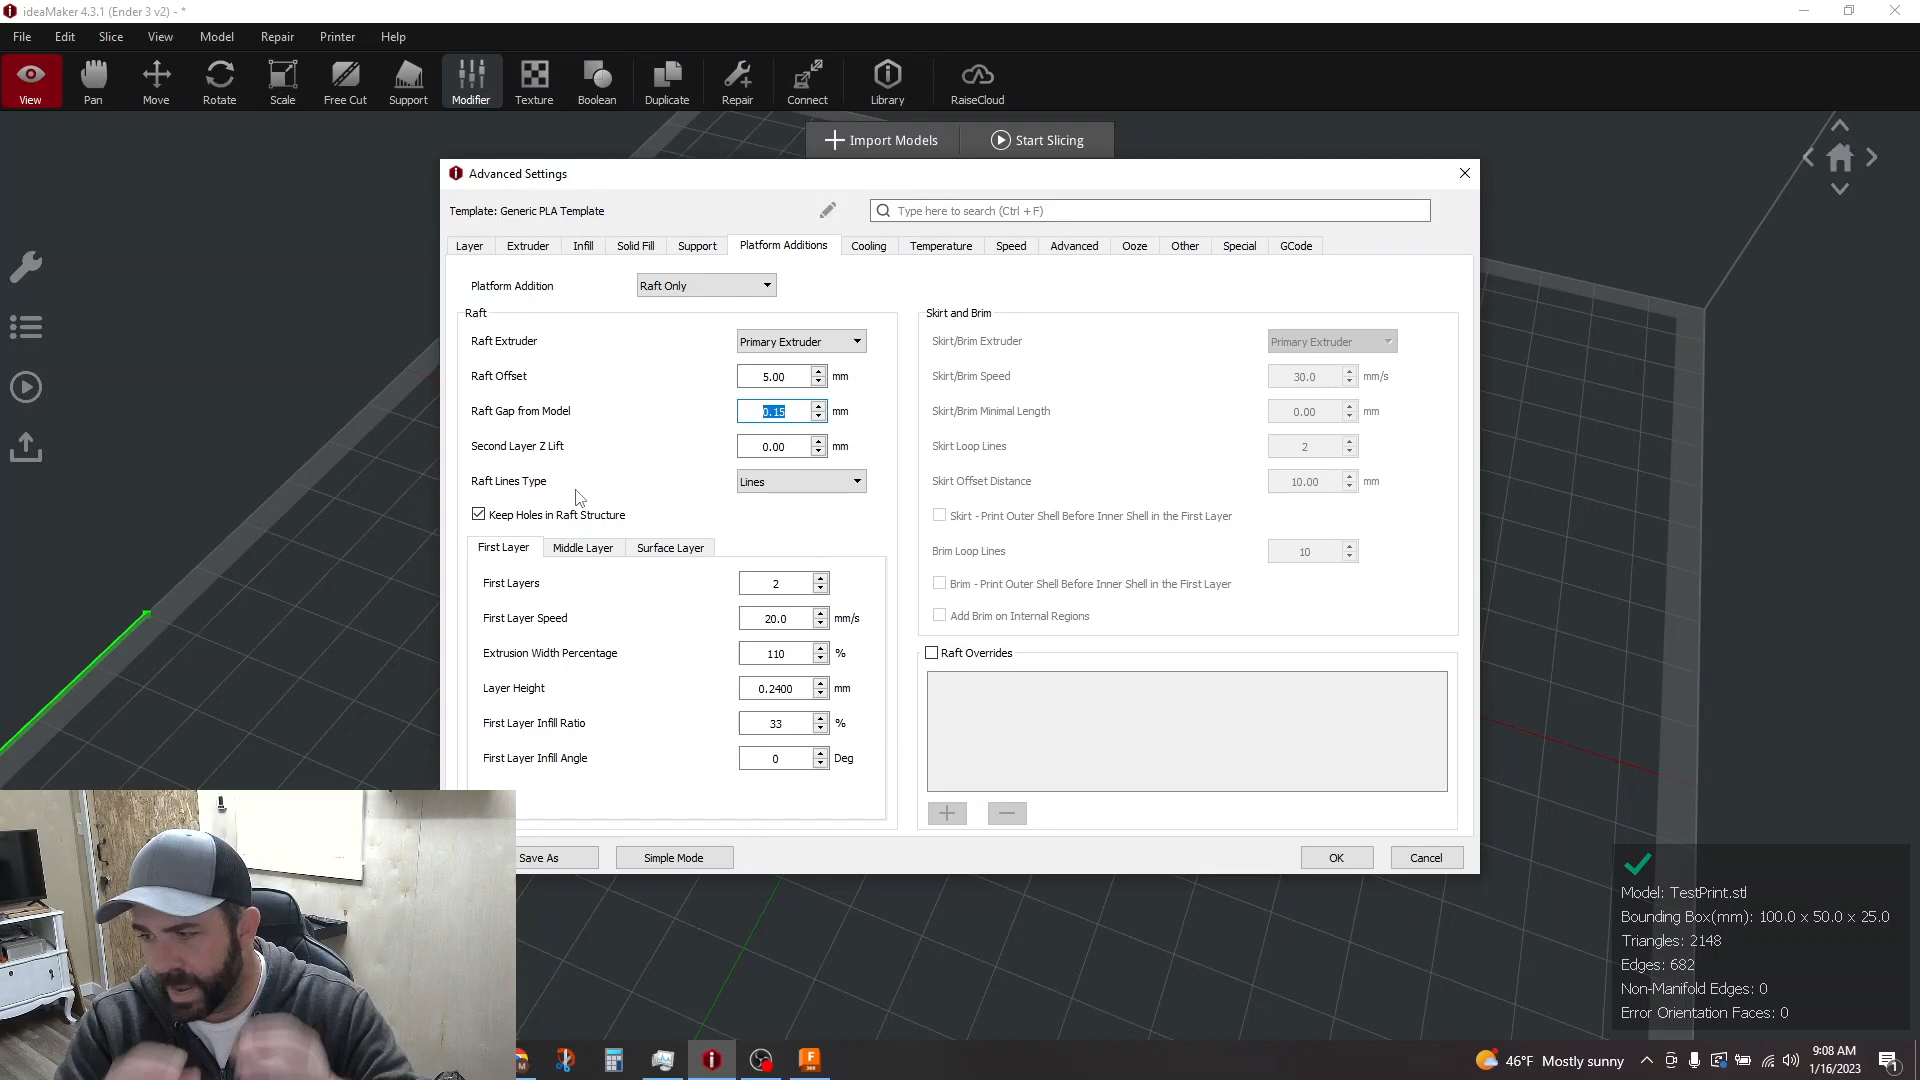 ideaMaker 4.3.1 (Ender 3 v2) - *
File Edit Slice View Model Repair Printer Help
View Pan Move Rotate Scale Free Cut Support Modifier Texture Boolean Duplicate Repair Connect Library RaiseCloud
Import Models Start Slicing
Advanced Settings
Template: Generic PLA Template
Type here to search (Ctrl + F)
Layer Extruder Infill Solid Fill Support Platform Additions Cooling Temperature Speed Advanced Ooze Other Special GCode
Platform Addition Raft Only
Raft
Raft Extruder Primary Extruder
Raft Offset 5.00 mm
Raft Gap from Model 0.15 mm
Second Layer Z Lift 0.00 mm
Raft Lines Type Lines
Keep Holes in Raft Structure
First Layer Middle Layer Surface Layer
First Layers 2
First Layer Speed 20.0 mm/s
Extrusion Width Percentage 110 %
Layer Height 0.2400 mm
First Layer Infill Ratio 33 %
First Layer Infill Angle 0 Deg
Skirt and Brim
Skirt/Brim Extruder Primary Extruder
Skirt/Brim Speed 30.0 mm/s
Skirt/Brim Minimal Length 0.00 mm
Skirt Loop Lines 2
Skirt Offset Distance 10.00 mm
Skirt - Print Outer Shell Before Inner Shell in the First Layer
Brim Loop Lines 10
Brim - Print Outer Shell Before Inner Shell in the First Layer
Add Brim on Internal Regions
Raft Overrides
Save As Simple Mode OK Cancel
Model: TestPrint.stl
Bounding Box(mm): 100.0 x 50.0 x 25.0
Triangles: 2148
Edges: 682
Non-Manifold Edges: 0
Error Orientation Faces: 0
46°F Mostly sunny
9:08 AM
1/16/2023